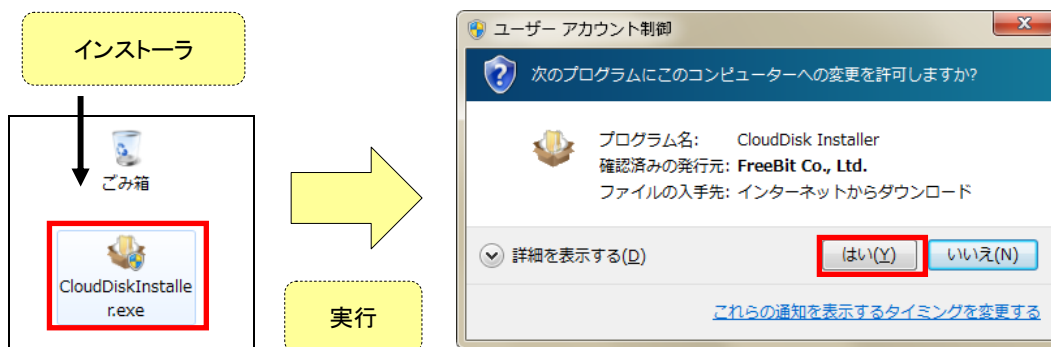 インストーラ
ごみ箱
CloudDiskInstalle
r.exe
実行
ユーザー アカウント制御
次のプログラムにこのコンピューターへの変更を許可しますか?
プログラム名: CloudDisk Installer
確認済みの発行元: FreeBit Co., Ltd.
ファイルの入手先: インターネットからダウンロード
詳細を表示する(D)
はい(Y)
いいえ(N)
これらの通知を表示するタイミングを変更する